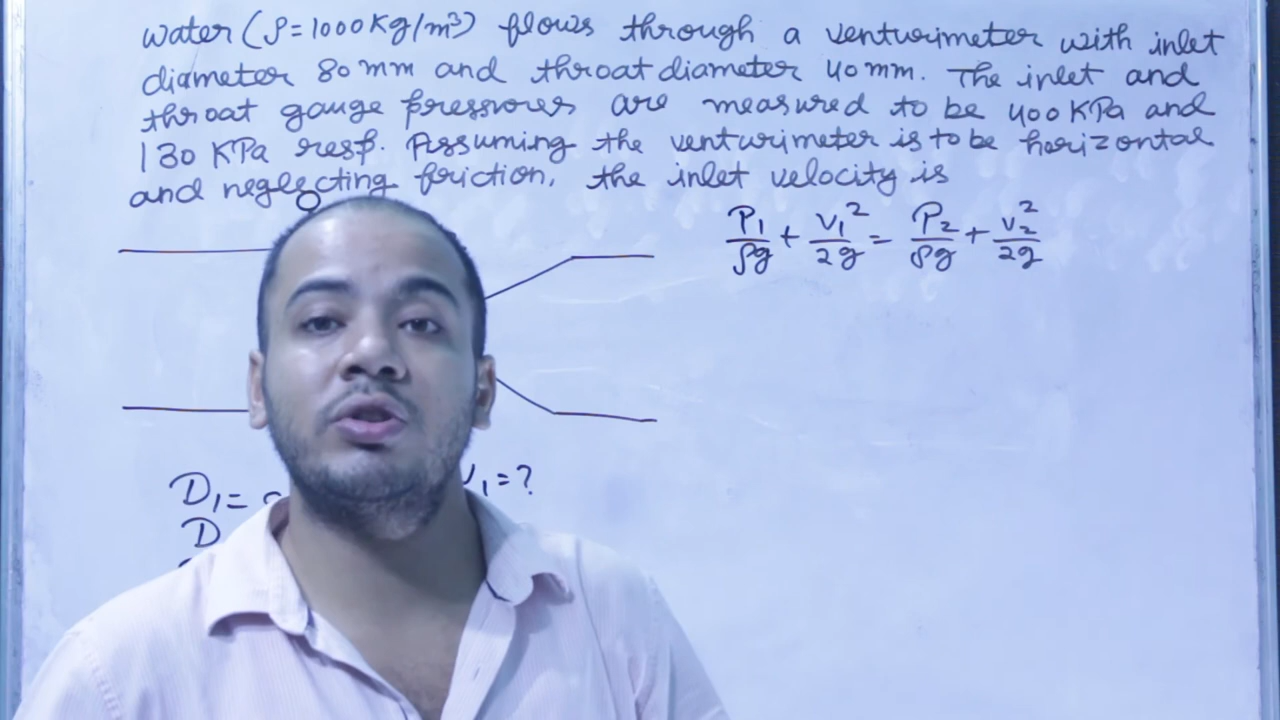 water (ρ=1000 Kg/m³) flows through a venturimeter with inlet
diameter 80 mm and throat diameter 40 mm. The inlet and
throat gauge pressures are measured to be 400 KPa and
130 KPa resp. Assuming the venturimeter is to be horizontal
and neglecting friction, the inlet velocity is
P₁/ρg + V₁²/2g = P₂/ρg + V₂²/2g
D₁ =
V₁ = ?
D